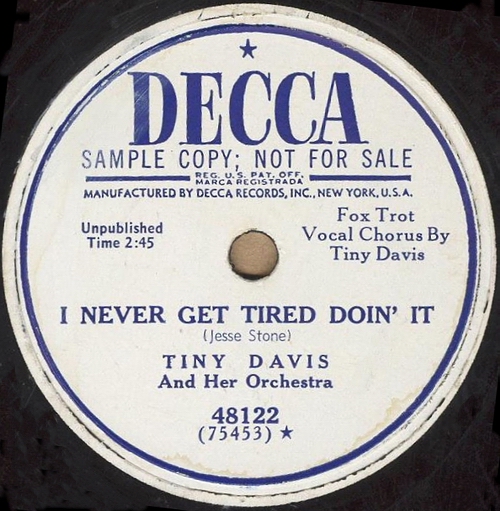 DECCA
SAMPLE COPY; NOT FOR SALE
REG. U.S. PAT. OFF.
MARCA REGISTRADA
MANUFACTURED BY DECCA RECORDS, INC., NEW YORK, U.S.A.
Unpublished
Time 2:45
Fox Trot
Vocal Chorus By
Tiny Davis
I NEVER GET TIRED DOIN' IT
(Jesse Stone)
TINY DAVIS
And Her Orchestra
48122
(75453) ★